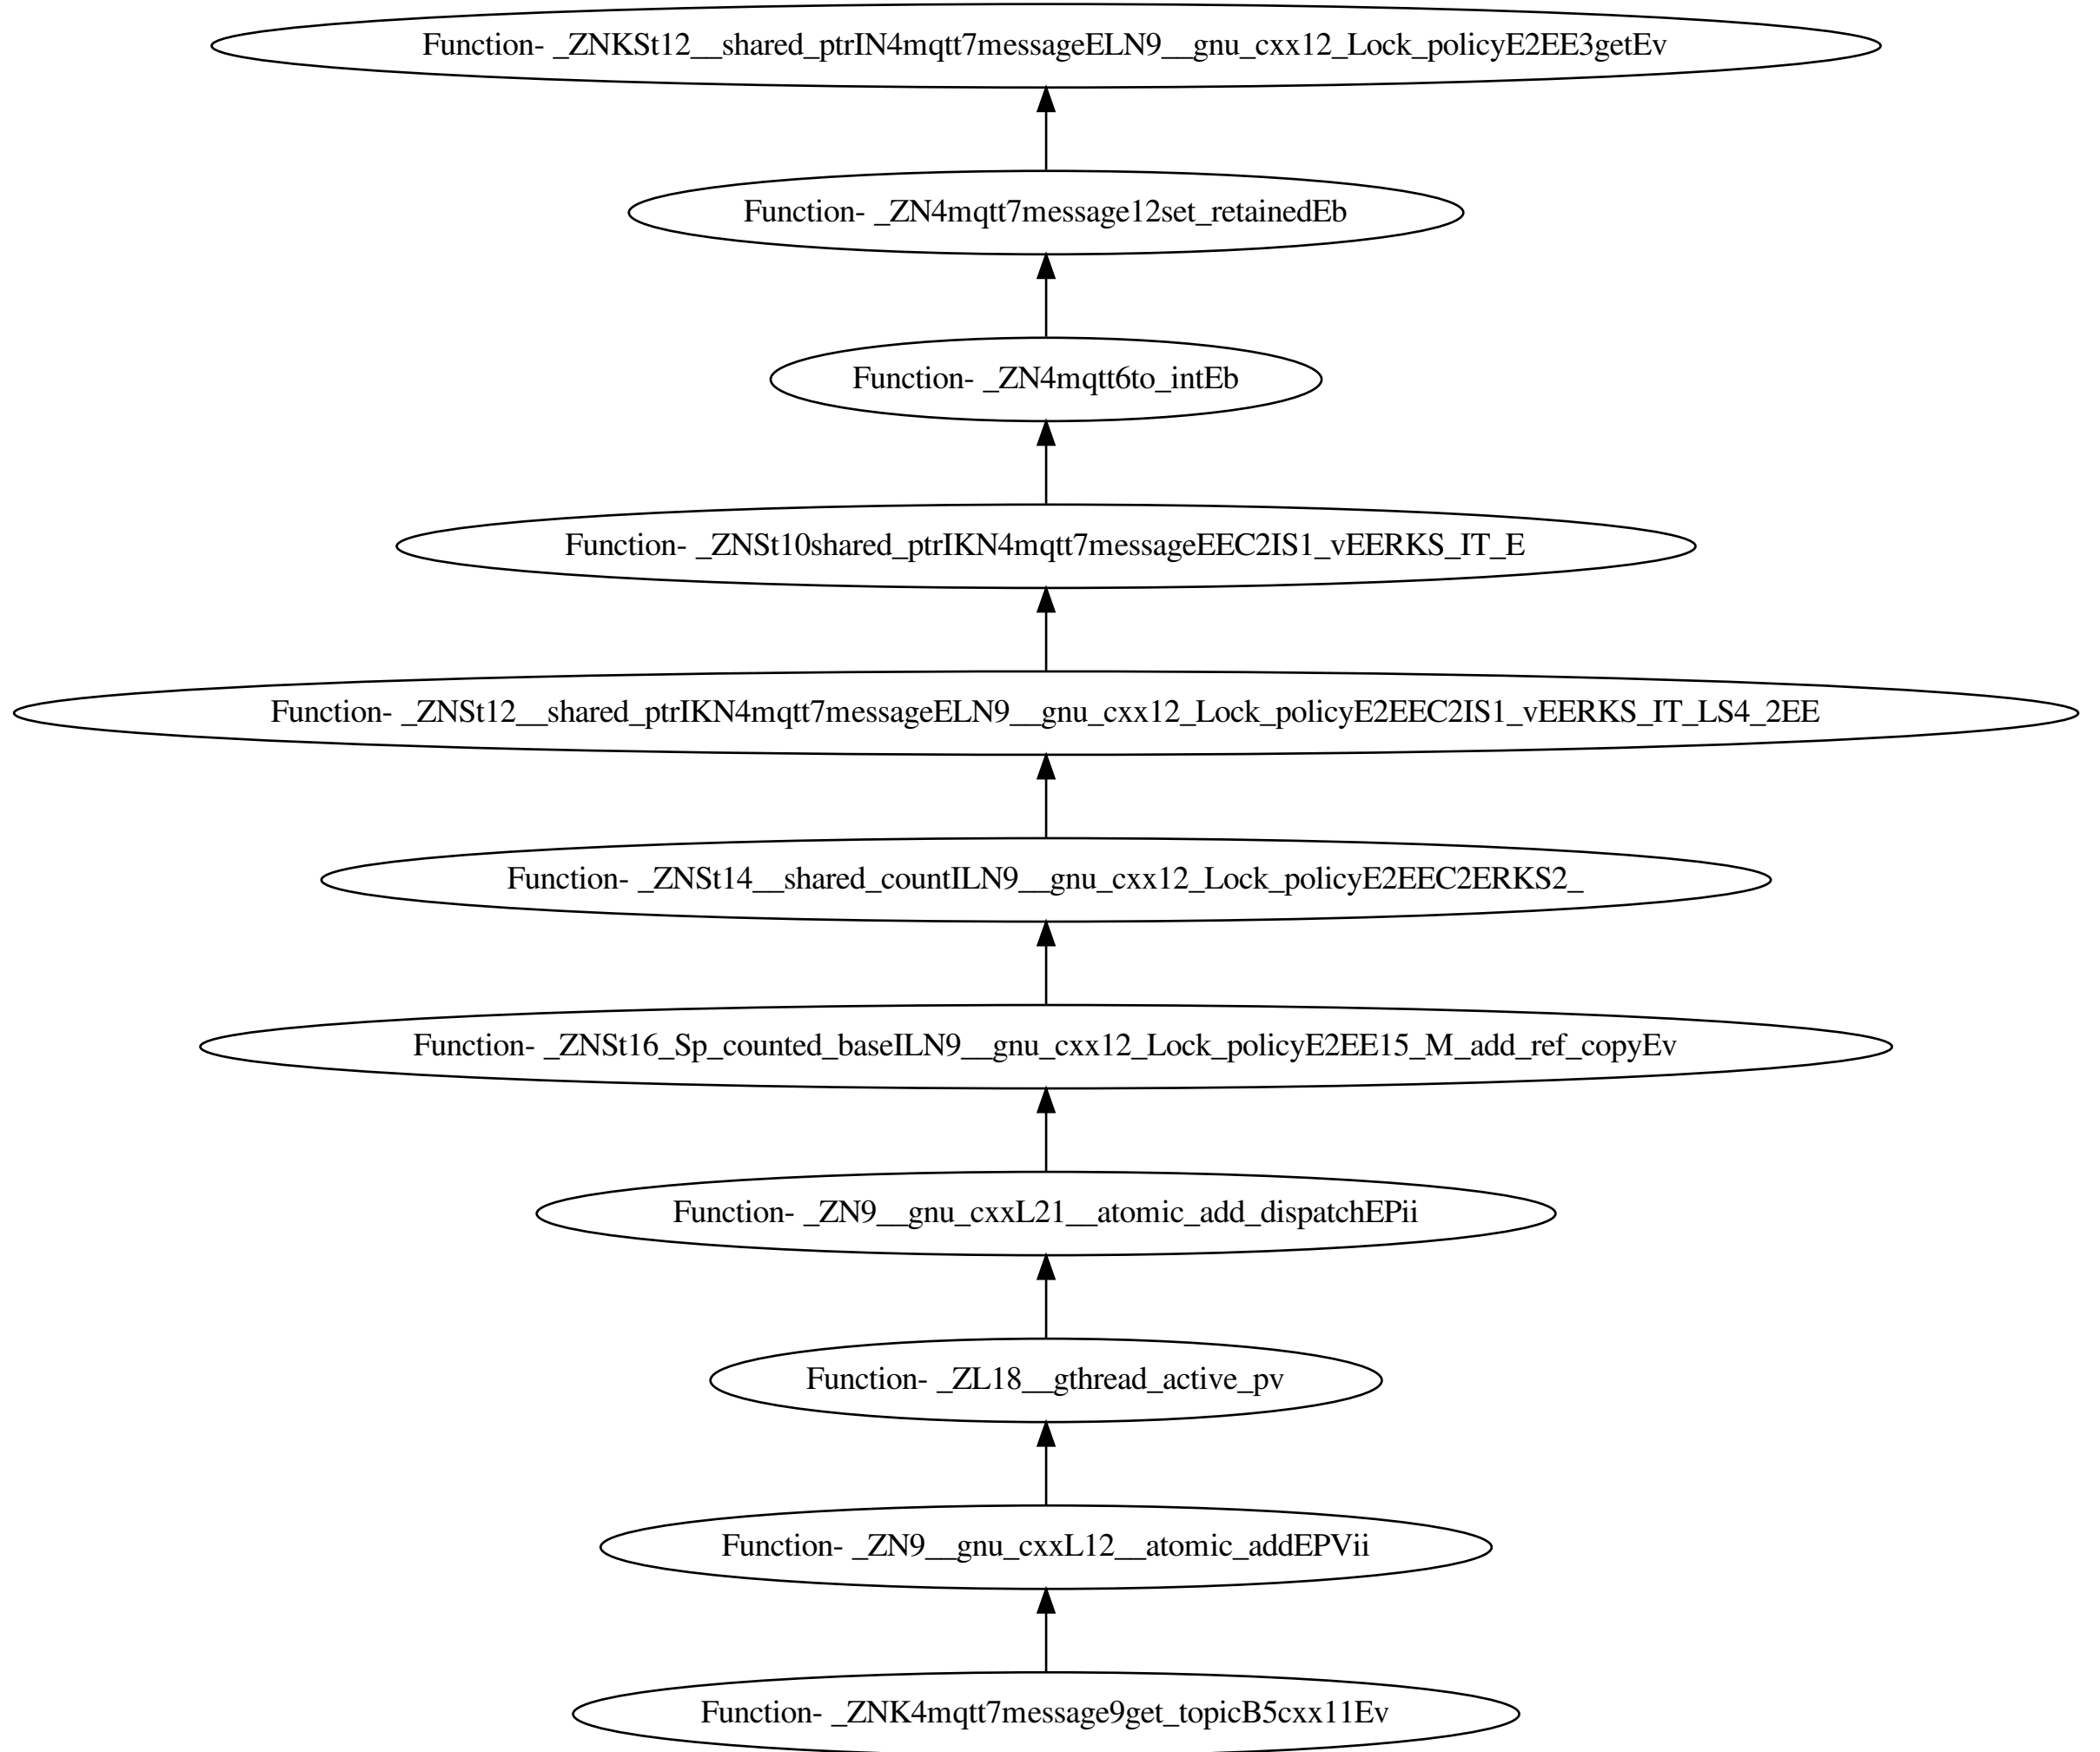 Function- _ZNKSt12__shared_ptrIN4mqtt7messageELN9__gnu_cxx12_Lock_policyE2EE3getEv
Function- _ZN4mqtt7message12set_retainedEb
Function- _ZN4mqtt6to_intEb
Function- _ZNSt10shared_ptrIKN4mqtt7messageEEC2IS1_vEERKS_IT_E
Function- _ZNSt12__shared_ptrIKN4mqtt7messageELN9__gnu_cxx12_Lock_policyE2EEC2IS1_vEERKS_IT_LS4_2EE
Function- _ZNSt14__shared_countILN9__gnu_cxx12_Lock_policyE2EEC2ERKS2_
Function- _ZNSt16_Sp_counted_baseILN9__gnu_cxx12_Lock_policyE2EE15_M_add_ref_copyEv
Function- _ZN9__gnu_cxxL21__atomic_add_dispatchEPii
Function- _ZL18__gthread_active_pv
Function- _ZN9__gnu_cxxL12__atomic_addEPVii
Function- _ZNK4mqtt7message9get_topicB5cxx11Ev